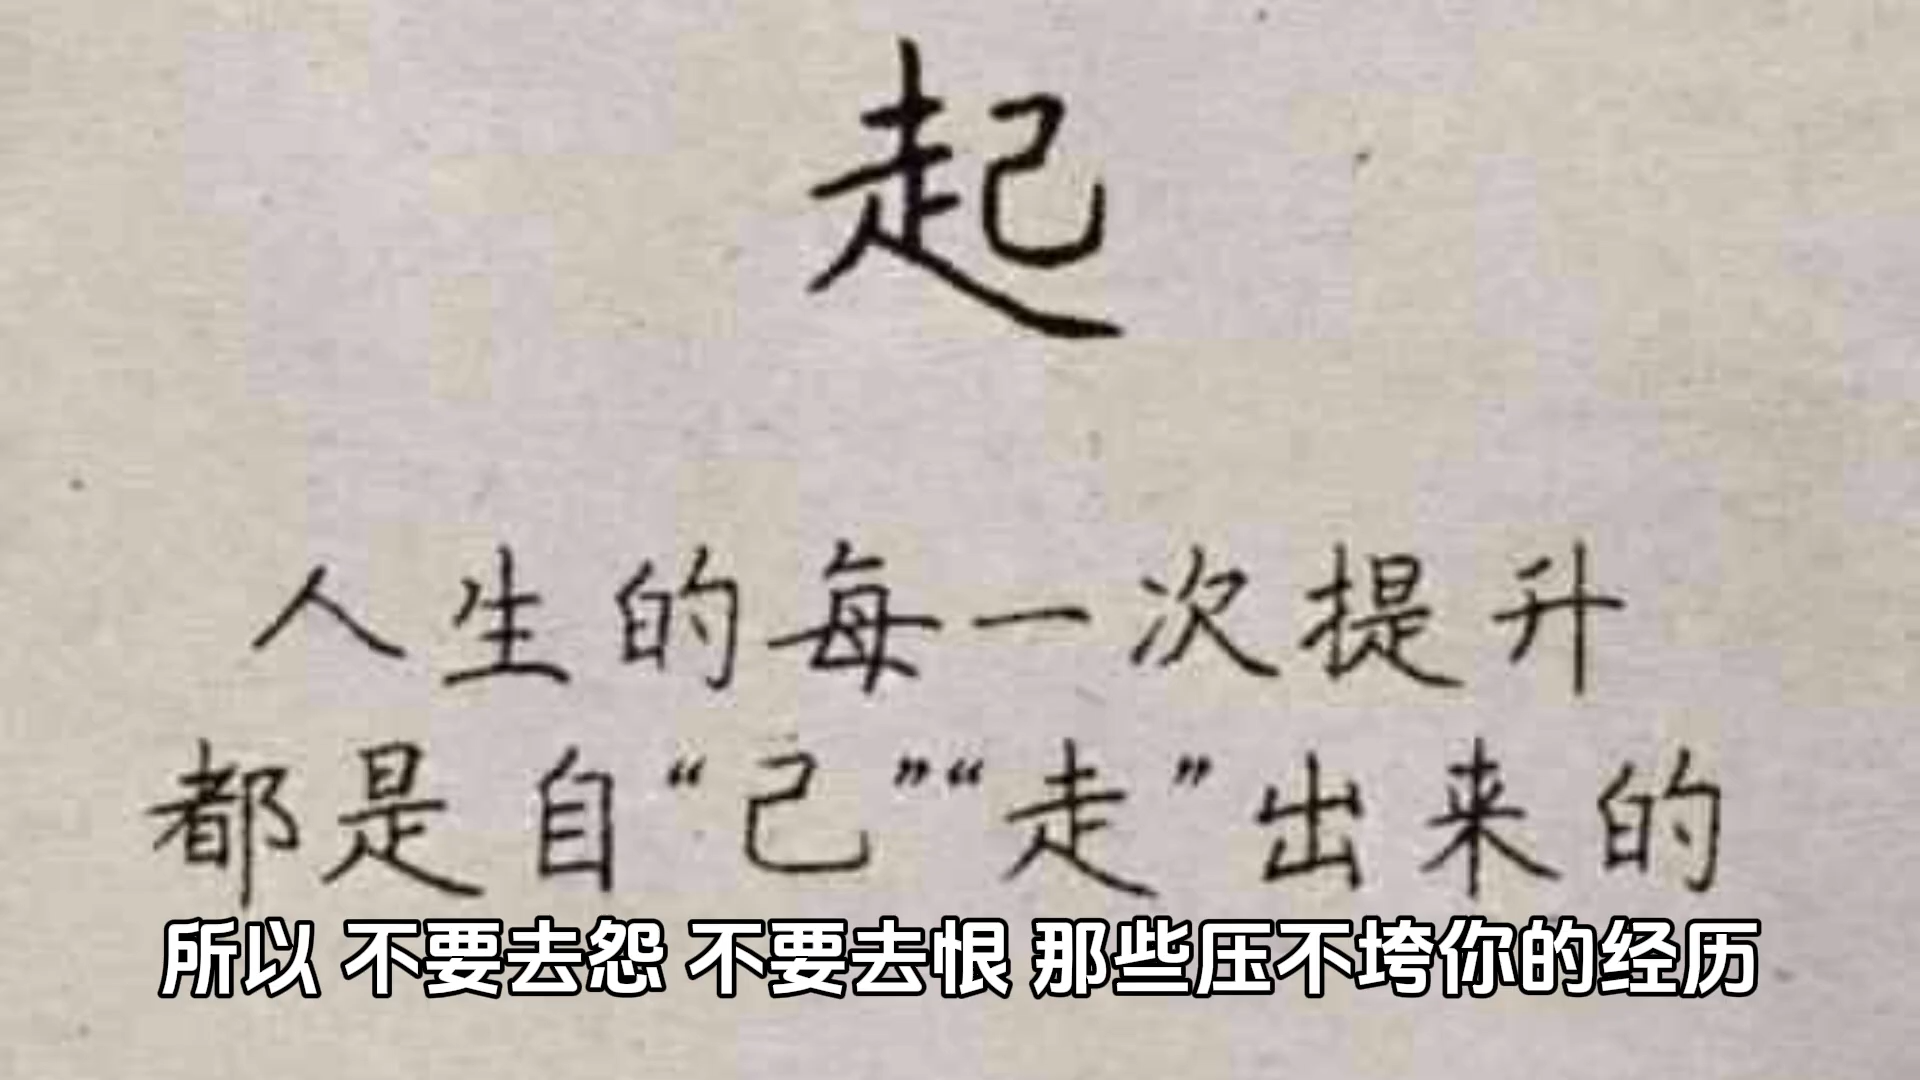 起
人生的每一次提升
都是自“己”“走”出来的
所以 不要去怨 不要去恨 那些压不垮你的经历